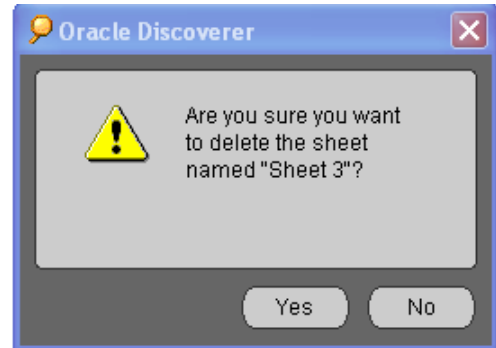 Oracle Discoverer
Are you sure you want
to delete the sheet
named "Sheet 3"?
Yes
No